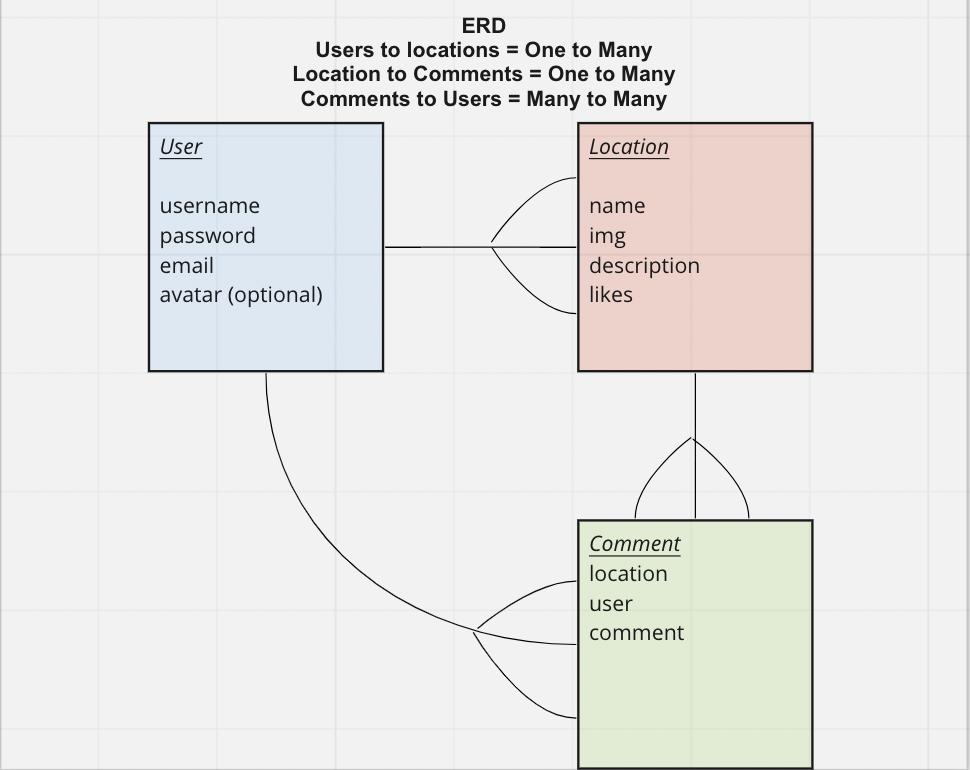 ERD
Users to locations = One to Many
Location to Comments = One to Many
Comments to Users = Many to Many
User
username
password
email
avatar (optional)
Location
name
img
description
likes
Comment
location
user
comment